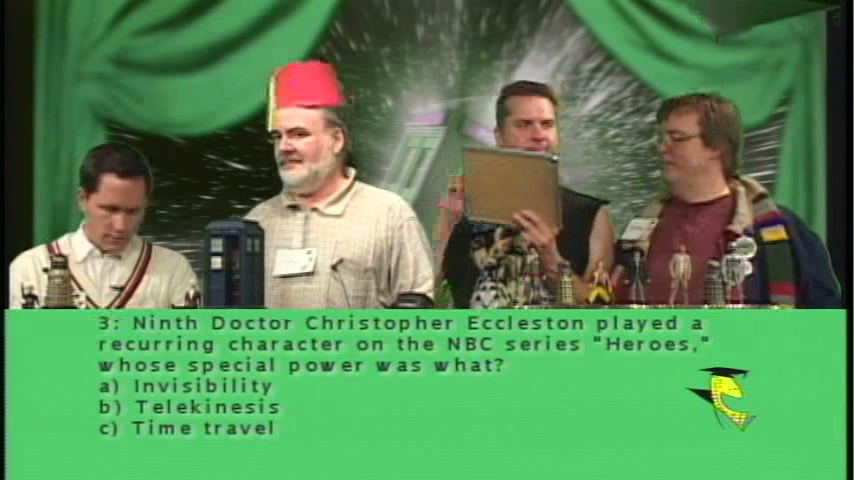 3: Ninth Doctor Christopher Eccleston played a
recurring character on the NBC series "Heroes,"
whose special power was what?
a) Invisibility
b) Telekinesis
c) Time travel